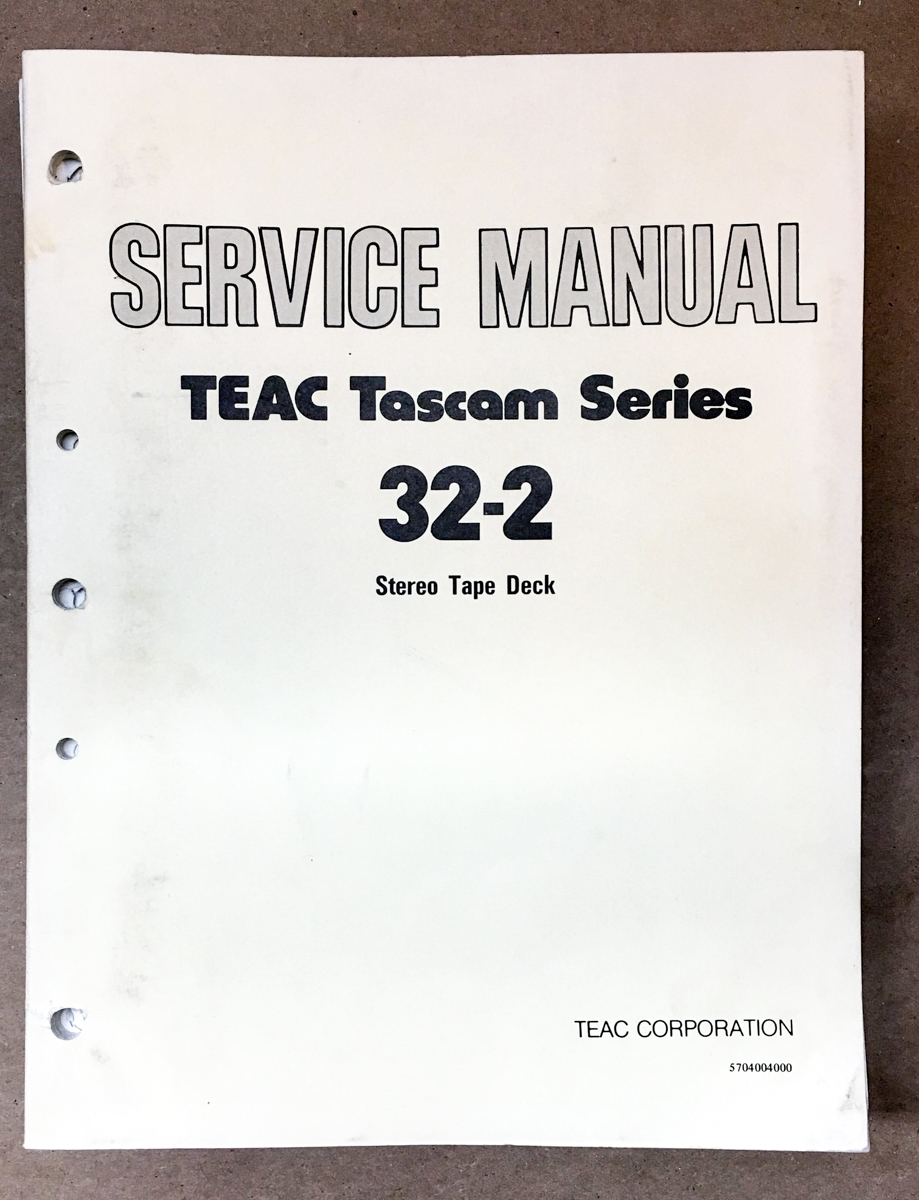 SERVICE MANUAL
TEAC Tascam Series
32-2
Stereo Tape Deck
TEAC CORPORATION
5704004000